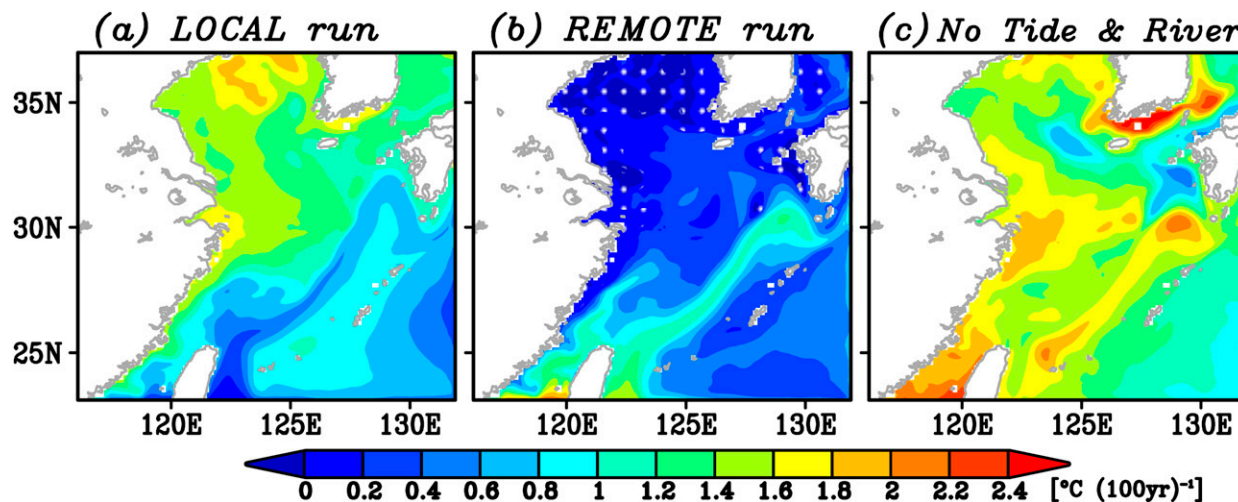 (a) LOCAL run
(b) REMOTE run
(c) No Tide & River
35N
30N
25N
120E 125E 130E
120E 125E 130E
120E 125E 130E
0 0.2 0.4 0.6 0.8 1 1.2 1.4 1.6 1.8 2 2.2 2.4 [°C (100yr)⁻¹]